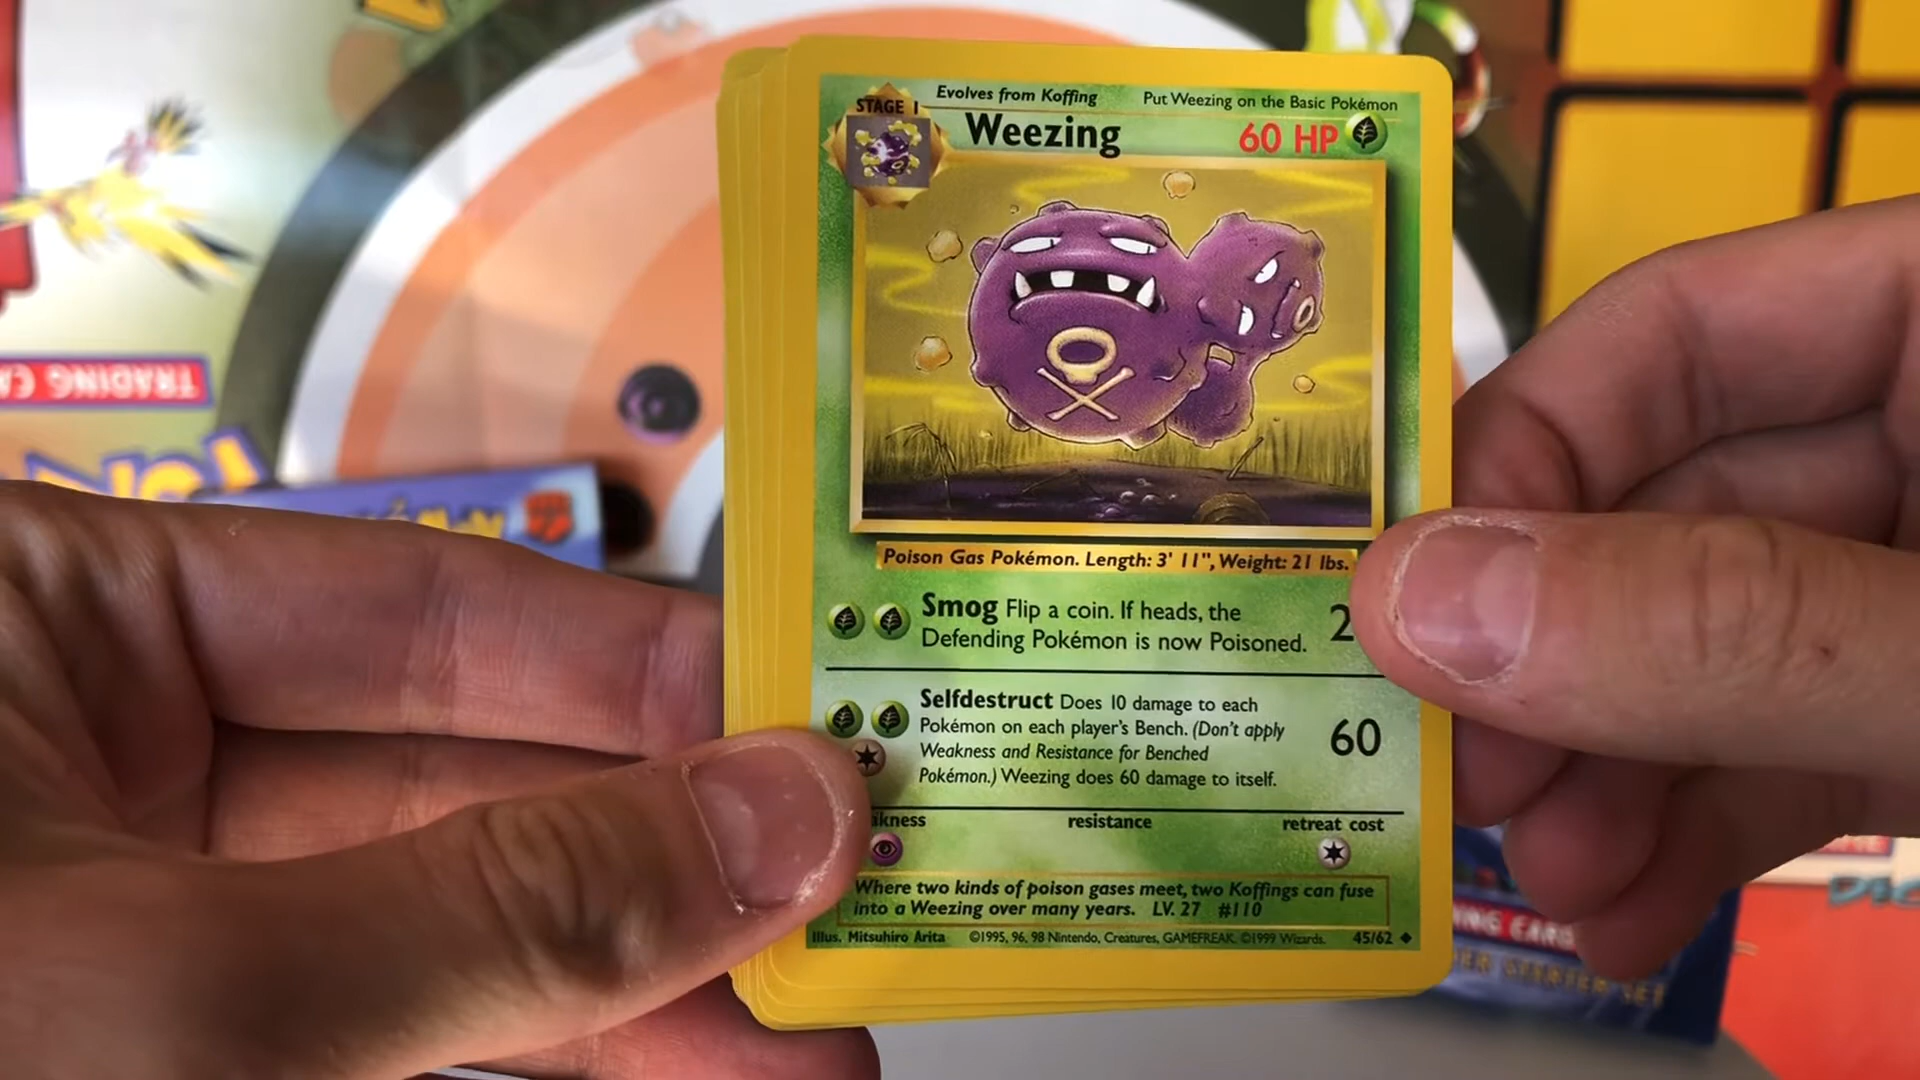 Evolves from Koffing
Put Weezing on the Basic Pokémon
STAGE 1
Weezing
60 HP
Poison Gas Pokémon. Length: 3' 11", Weight: 21 lbs.
Smog Flip a coin. If heads, the
Defending Pokémon is now Poisoned.
2
Selfdestruct Does 10 damage to each
Pokémon on each player's Bench. (Don't apply
Weakness and Resistance for Benched
Pokémon.) Weezing does 60 damage to itself.
60
resistance
retreat cost
Where two kinds of poison gases meet, two Koffings can fuse
into a Weezing over many years. LV. 27 #110
Illus. Mitsuhiro Arita
©1995, 96, 98 Nintendo, Creatures, GAMEFREAK. ©1999 Wizards.
45/62
TRADING
STARTER SET